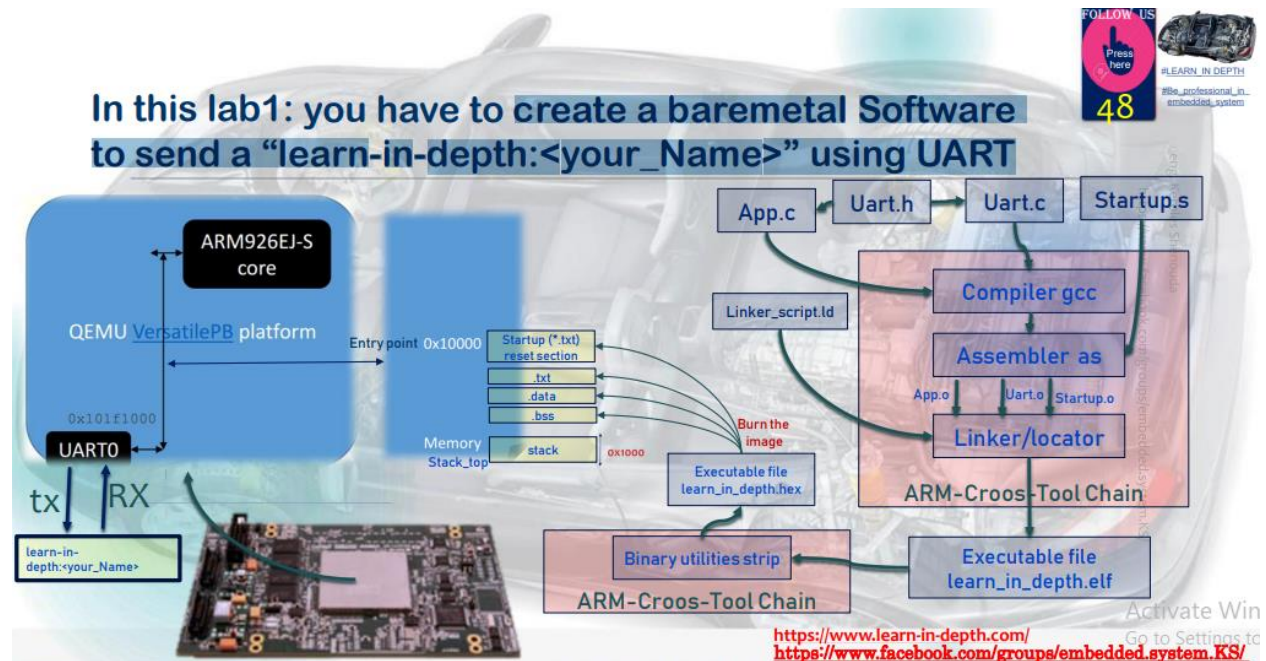 FOLLOW US
Press
here
48
#LEARN IN DEPTH
#Be_professional_in_
embedded_system
In this lab1: you have to create a baremetal Software
to send a “learn-in-depth:<your_Name>” using UART
ARM926EJ-S
core
QEMU VersatilePB platform
0x101f1000
UART0
tx
RX
learn-in-
depth:<your_Name>
Entry point 0x10000
Startup (*.txt)
reset section
.txt
.data
.bss
Memory
Stack_top
stack
0X1000
Burn the
image
Executable file
learn_in_depth.hex
App.c
Uart.h
Uart.c
Startup.s
Compiler gcc
Linker_script.ld
Assembler as
App.o
Uart.o
Startup.o
Linker/locator
ARM-Croos-Tool Chain
Binary utilities strip
ARM-Croos-Tool Chain
Executable file
learn_in_depth.elf
Activate Win
Go to Settings to
https://www.learn-in-depth.com/
https://www.facebook.com/groups/embedded.system.KS/